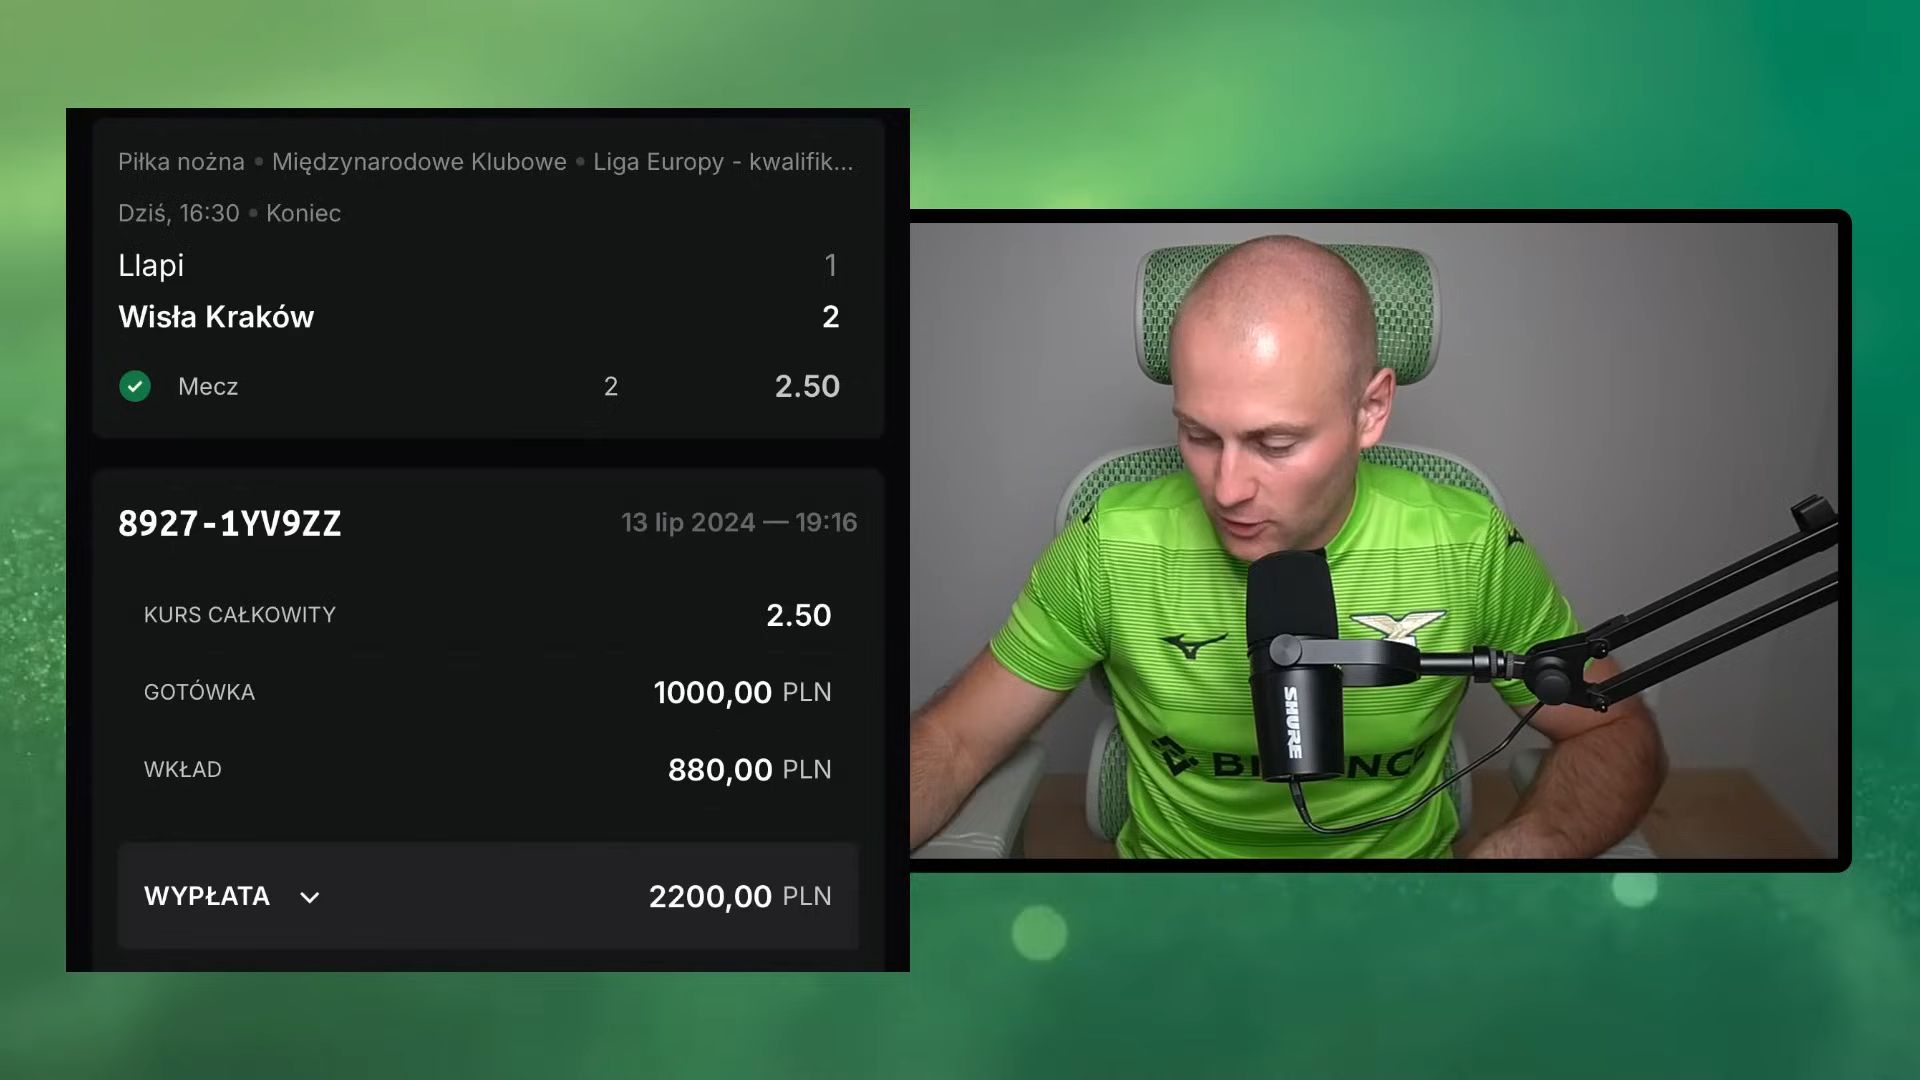 Piłka nożna • Międzynarodowe Klubowe • Liga Europy - kwalifik...
Dziś, 16:30 • Koniec
Llapi 1
Wisła Kraków 2
Mecz 2 2.50
8927-1YV9ZZ 13 lip 2024 — 19:16
KURS CAŁKOWITY 2.50
GOTÓWKA 1000,00 PLN
WKŁAD 880,00 PLN
WYPŁATA 2200,00 PLN
SHURE